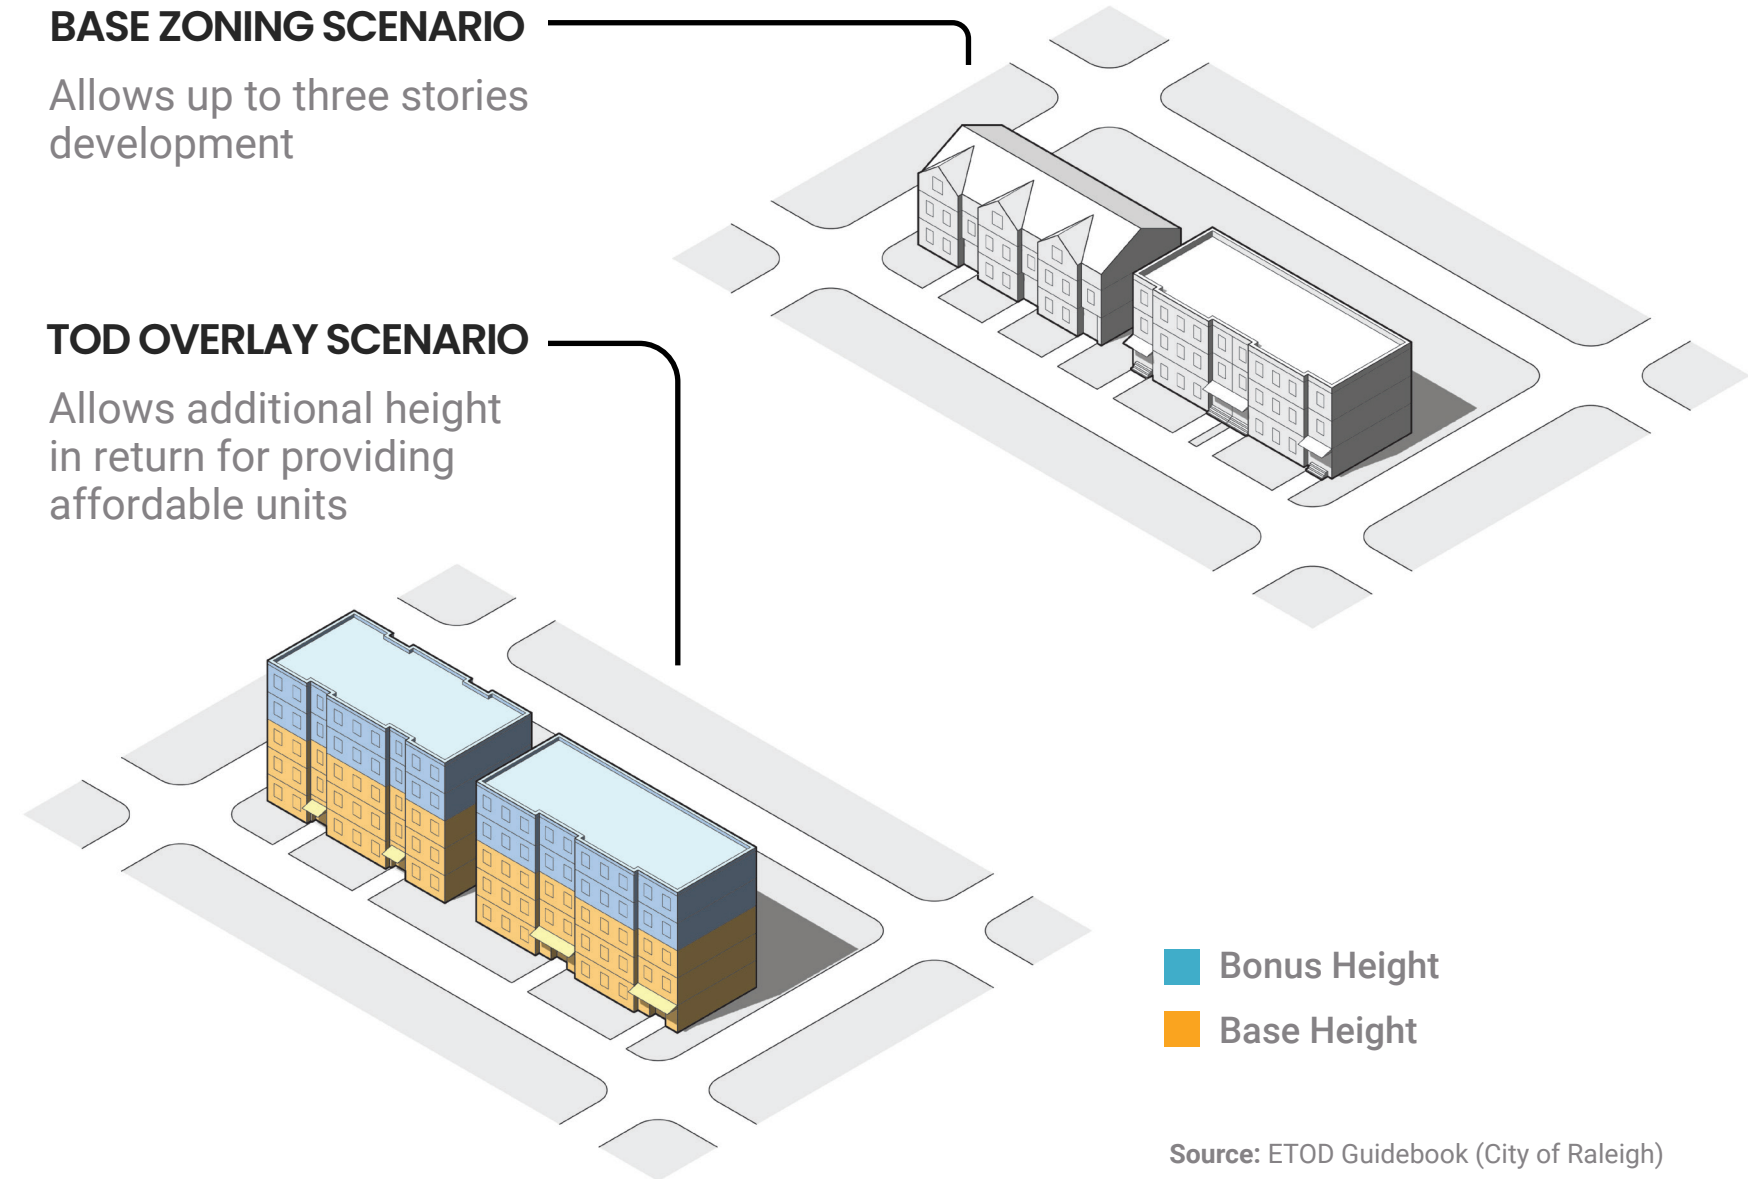 BASE ZONING SCENARIO
Allows up to three stories
development
TOD OVERLAY SCENARIO
Allows additional height
in return for providing
affordable units
Bonus Height
Base Height
Source: ETOD Guidebook (City of Raleigh)